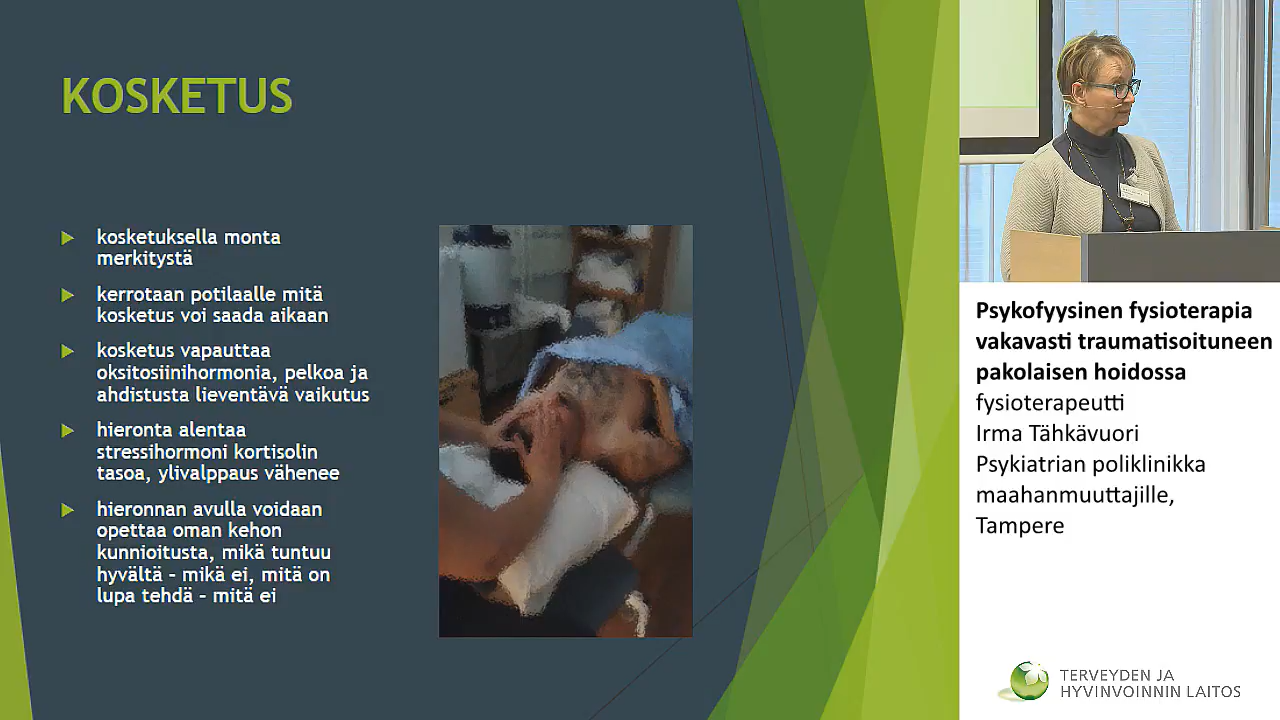 KOSKETUS
kosketuksella monta
merkitystä
kerrotaan potilaalle mitä
kosketus voi saada aikaan
kosketus vapauttaa
oksitosiinihormonia, pelkoa ja
ahdistusta lieventävä vaikutus
hieronta alentaa
stressihormoni kortisolin
tasoa, ylivalppaus vähenee
hieronnan avulla voidaan
opettaa oman kehon
kunnioitusta, mikä tuntuu
hyvältä – mikä ei, mitä on
lupa tehdä – mitä ei
Psykofyysinen fysioterapia
vakavasti traumatisoituneen
pakolaisen hoidossa
fysioterapeutti
Irma Tähkävuori
Psykiatrian poliklinikka
maahanmuuttajille,
Tampere
TERVEYDEN JA
HYVINVOINNIN LAITOS